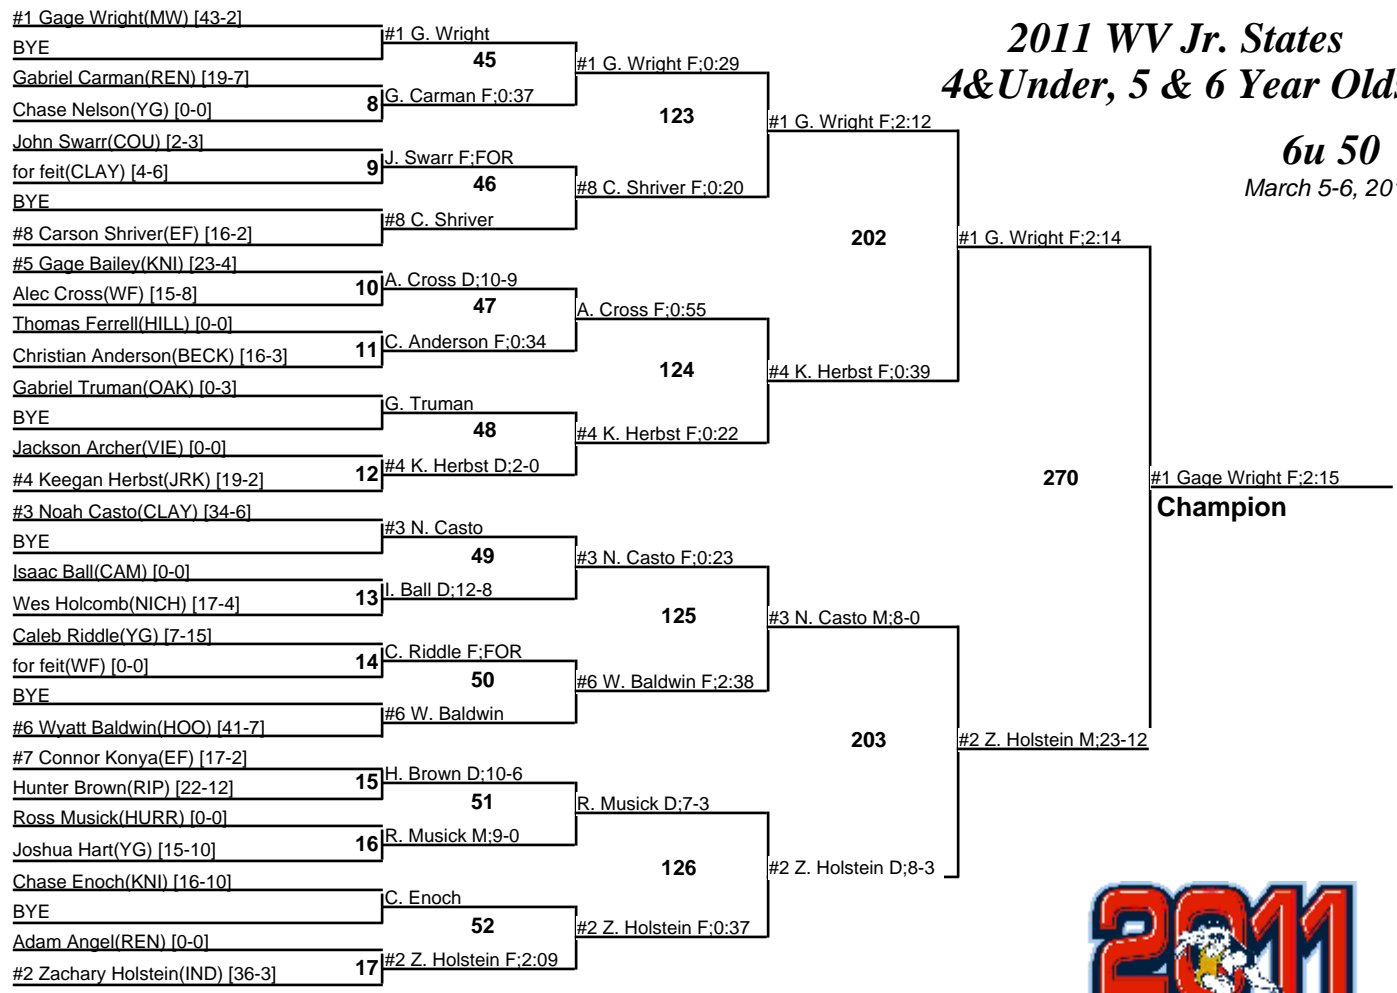 2011 WV Jr. States
4&Under, 5 & 6 Year Olds
6u 50
March 5-6, 201
#1 Gage Wright(MW) [43-2]
BYE
Gabriel Carman(REN) [19-7]
Chase Nelson(YG) [0-0]
John Swarr(COU) [2-3]
for feit(CLAY) [4-6]
BYE
#8 Carson Shriver(EF) [16-2]
#5 Gage Bailey(KNI) [23-4]
Alec Cross(WF) [15-8]
Thomas Ferrell(HILL) [0-0]
Christian Anderson(BECK) [16-3]
Gabriel Truman(OAK) [0-3]
BYE
Jackson Archer(VIE) [0-0]
#4 Keegan Herbst(JRK) [19-2]
#3 Noah Casto(CLAY) [34-6]
BYE
Isaac Ball(CAM) [0-0]
Wes Holcomb(NICH) [17-4]
Caleb Riddle(YG) [7-15]
for feit(WF) [0-0]
BYE
#6 Wyatt Baldwin(HOO) [41-7]
#7 Connor Konya(EF) [17-2]
Hunter Brown(RIP) [22-12]
Ross Musick(HURR) [0-0]
Joshua Hart(YG) [15-10]
Chase Enoch(KNI) [16-10]
BYE
Adam Angel(REN) [0-0]
#2 Zachary Holstein(IND) [36-3]
8
9
10
11
12
13
14
15
16
17
#1 G. Wright
45
G. Carman F;0:37
J. Swarr F;FOR
46
#8 C. Shriver
A. Cross D;10-9
47
C. Anderson F;0:34
G. Truman
48
#4 K. Herbst D;2-0
#3 N. Casto
49
I. Ball D;12-8
C. Riddle F;FOR
50
#6 W. Baldwin
H. Brown D;10-6
51
R. Musick M;9-0
C. Enoch
52
#2 Z. Holstein F;2:09
#1 G. Wright F;0:29
123
#8 C. Shriver F;0:20
A. Cross F;0:55
124
#4 K. Herbst F;0:22
#3 N. Casto F;0:23
125
#6 W. Baldwin F;2:38
R. Musick D;7-3
126
#2 Z. Holstein F;0:37
#1 G. Wright F;2:12
202
#4 K. Herbst F;0:39
#3 N. Casto M;8-0
203
#2 Z. Holstein D;8-3
#1 G. Wright F;2:14
270
#2 Z. Holstein M;23-12
#1 Gage Wright F;2:15
Champion
2011